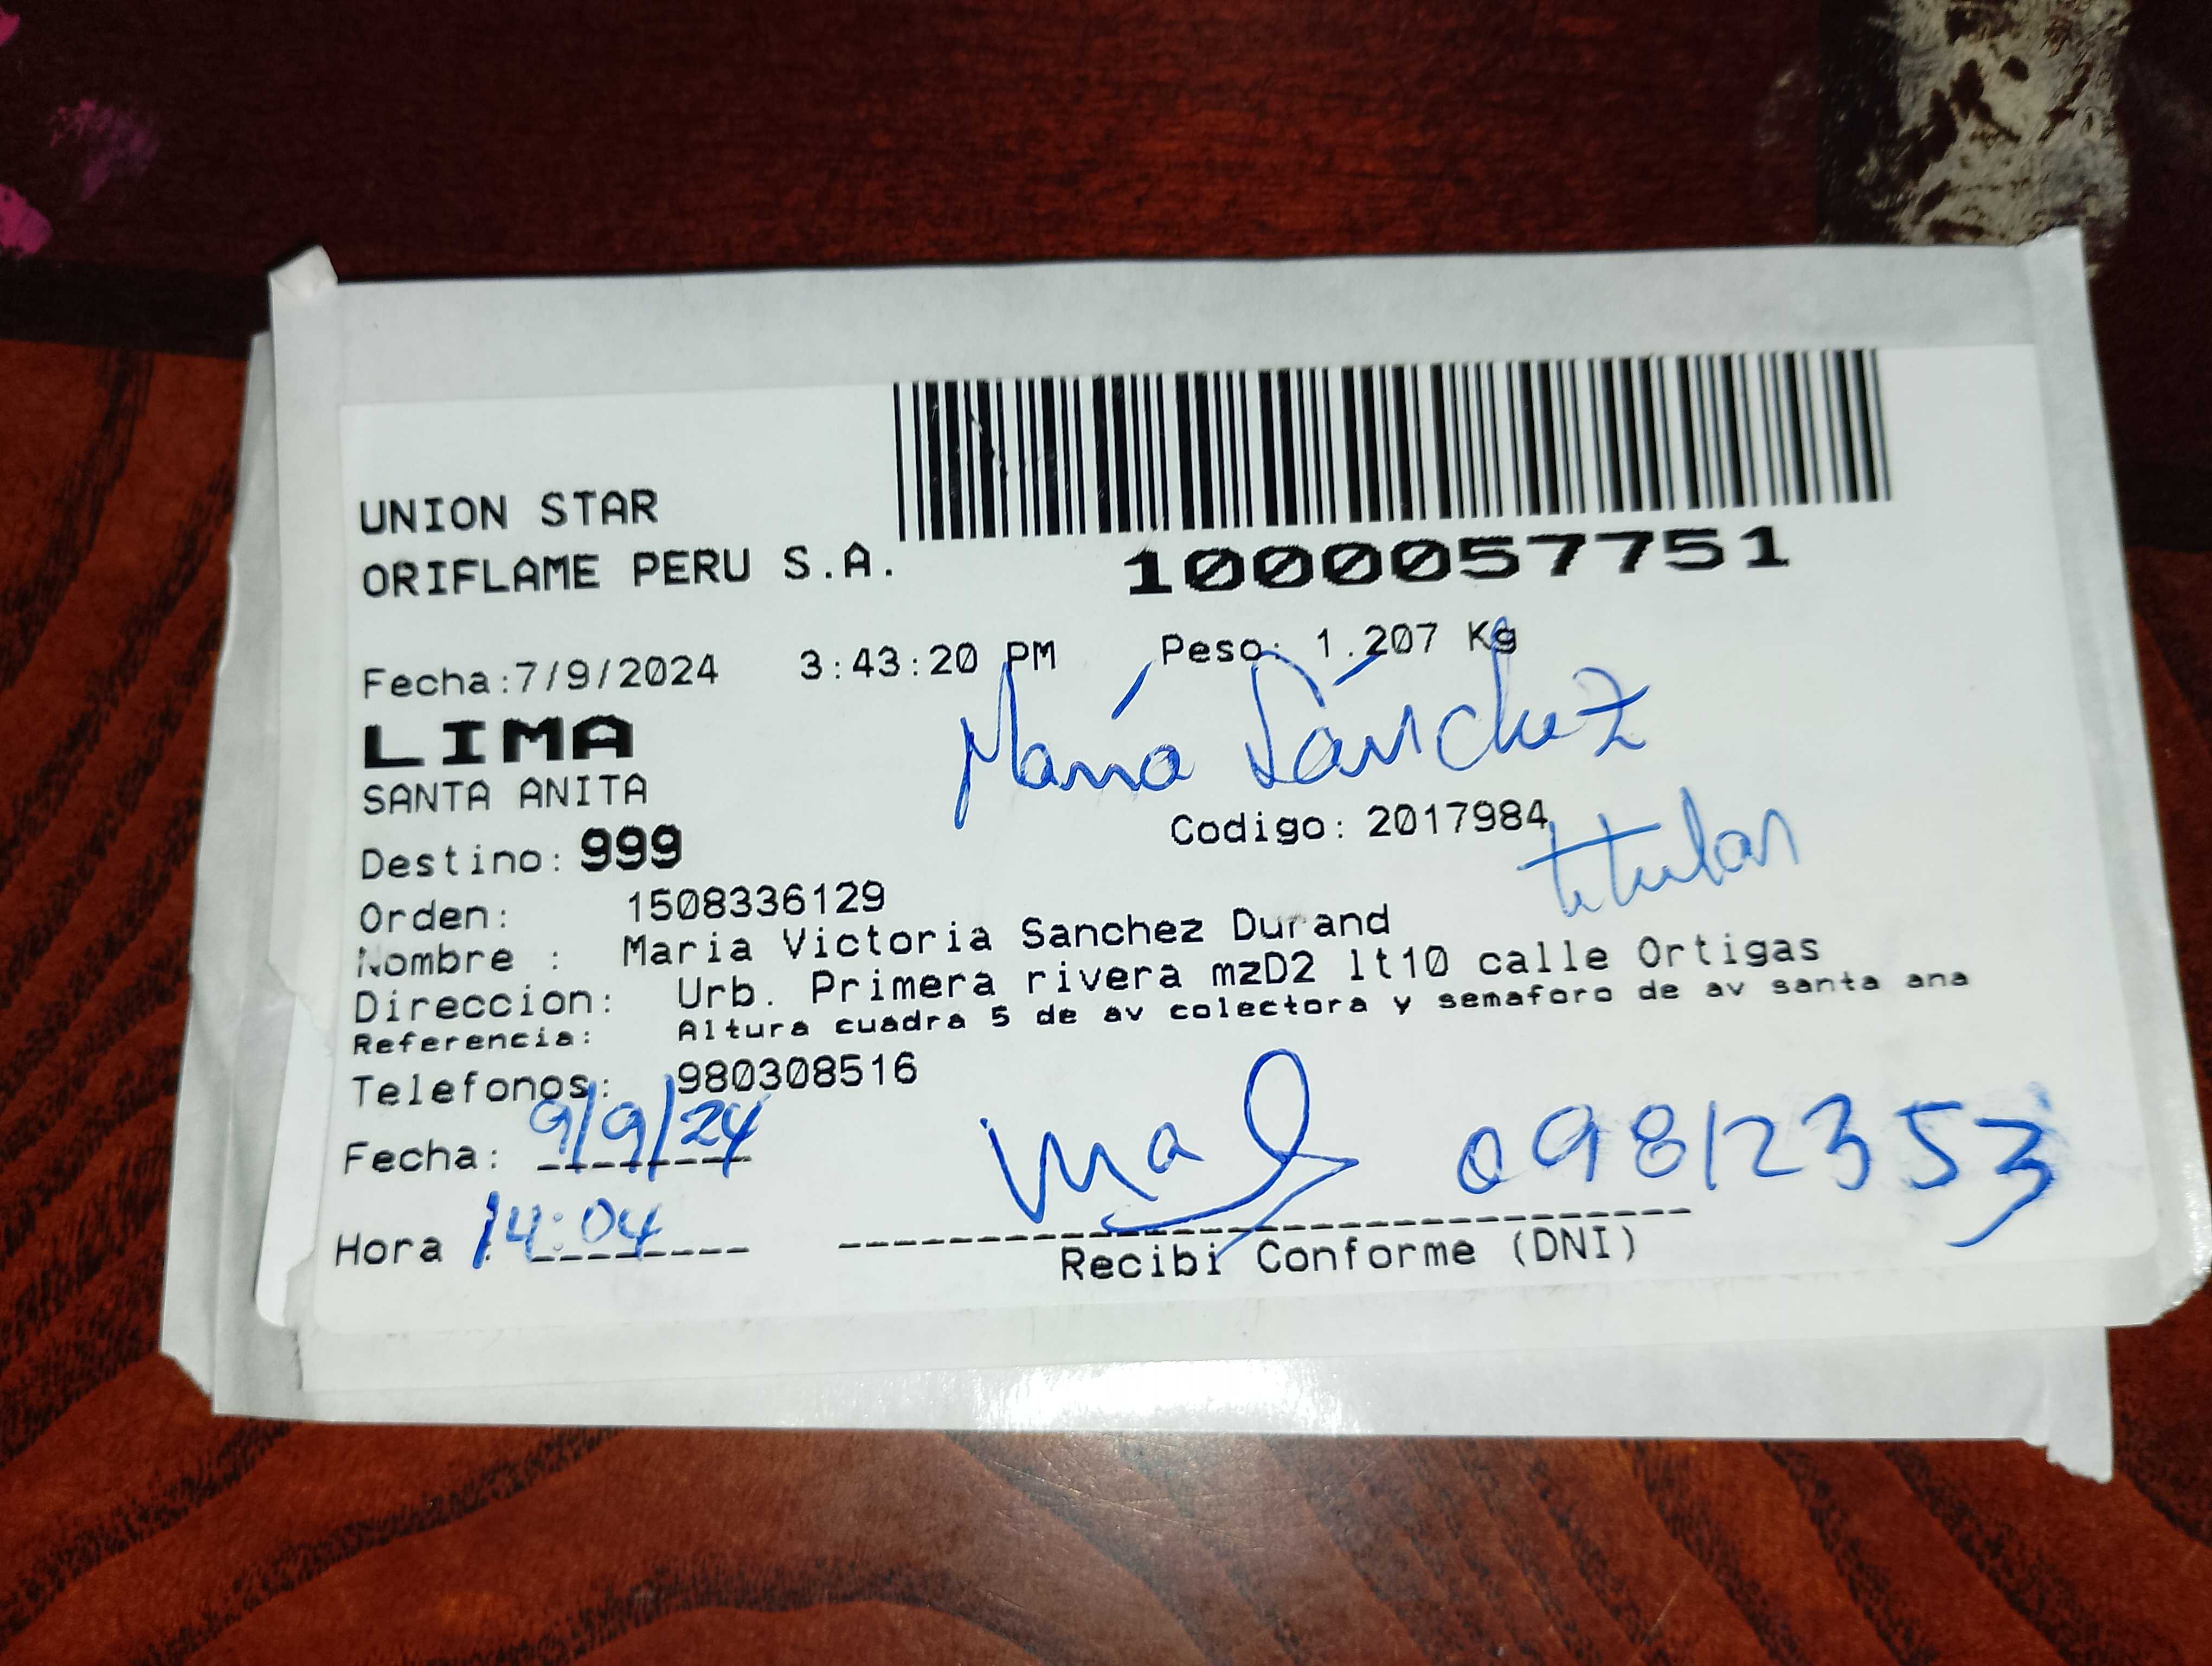 UNION STAR
ORIFLAME PERU S.A.
1000057751
Fecha:7/9/2024 3:43:20 PM Peso: 1.207 Kg
LIMA
María Sánchez
SANTA ANITA
Codigo: 2017984
titular
Destino: 999
Orden: 1508336129
Nombre : Maria Victoria Sanchez Durand
Direccion: Urb. Primera rivera mzD2 lt10 calle Ortigas
Referencia: Altura cuadra 5 de av colectora y semaforo de av santa ana
Telefonos: 980308516
Fecha: 9/9/24
09812353
Hora 14:04
Recibi Conforme (DNI)